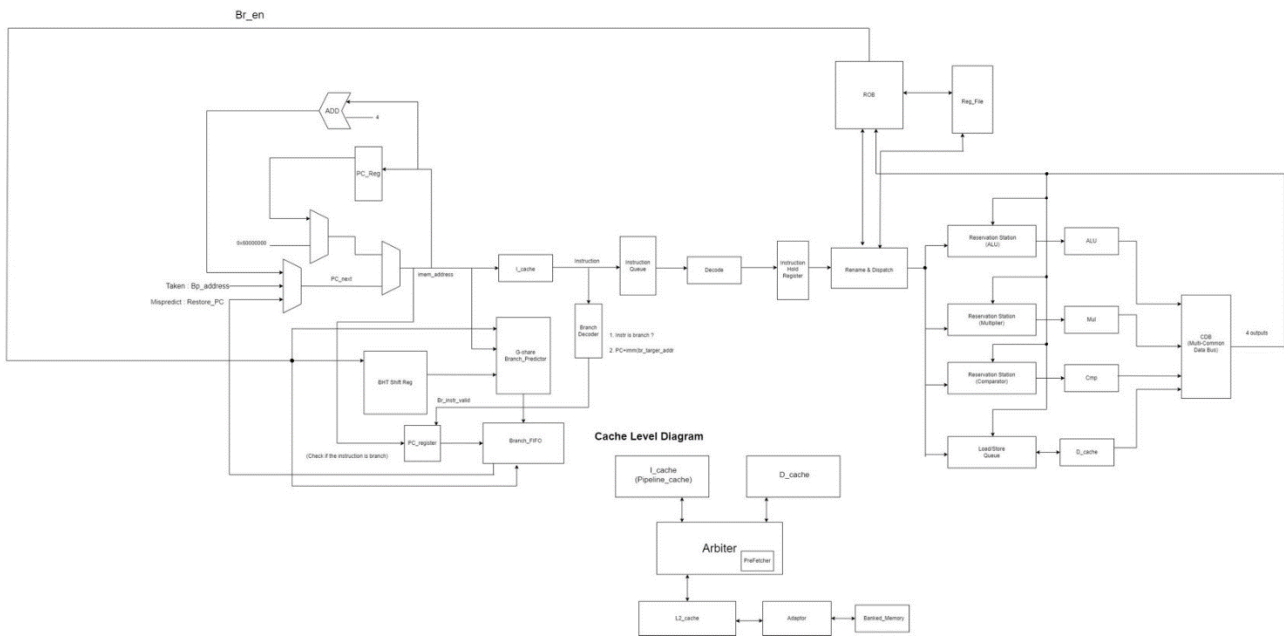 Br_en
ROB
Reg_File
ADD
4
PC_Reg
0x60000000
PC_next
Taken : Bp_address
Mispredict : Restore_PC
imem_address
I_cache
Instruction
Instruction
Queue
Decode
Instruction
Hold
Register
Rename & Dispatch
Reservation Station
(ALU)
ALU
Reservation Station
(Multiplier)
Mul
Reservation Station
(Comparator)
Cmp
Load/Store
Queue
D_cache
CDB
(Multi-Common
Data Bus)
4 outputs
Branch
Decoder
1. Instr is branch ?
2. PC+imm(br_targer_addr)
G-share
Branch_Predictor
BHT Shift Reg
Br_instr_valid
PC_register
(Check if the instruction is branch)
Branch_FIFO
Cache Level Diagram
I_cache
(Pipeline_cache)
D_cache
Arbiter
PreFetcher
L2_cache
Adaptor
Banked_Memory